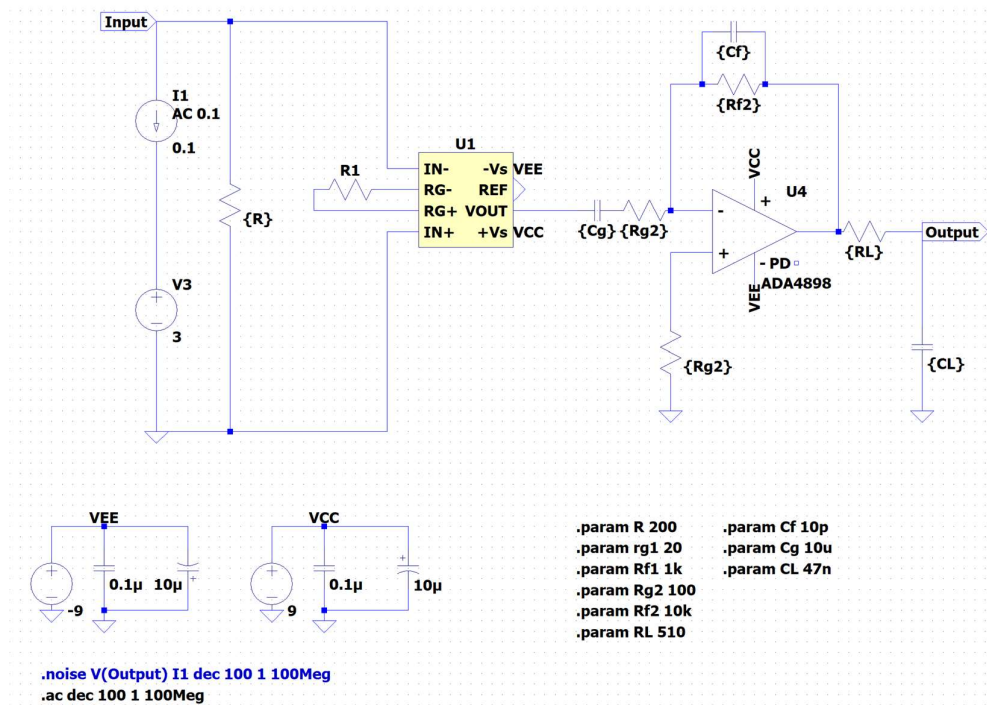 Input
I1
AC 0.1
0.1
{R}
V3
3
R1
U1
IN- -Vs VEE
RG- REF
RG+ VOUT
IN+ +Vs VCC
{Cg} {Rg2}
{Cf}
{Rf2}
VCC
U4
-
+
+
- PD
ADA4898
VEE
{Rg2}
{RL}
Output
{CL}
VEE
0.1µ 10µ
+
-9
VCC
+
0.1µ 10µ
9
.param R 200 .param Cf 10p
.param rg1 20 .param Cg 10u
.param Rf1 1k .param CL 47n
.param Rg2 100
.param Rf2 10k
.param RL 510
.noise V(Output) I1 dec 100 1 100Meg
.ac dec 100 1 100Meg